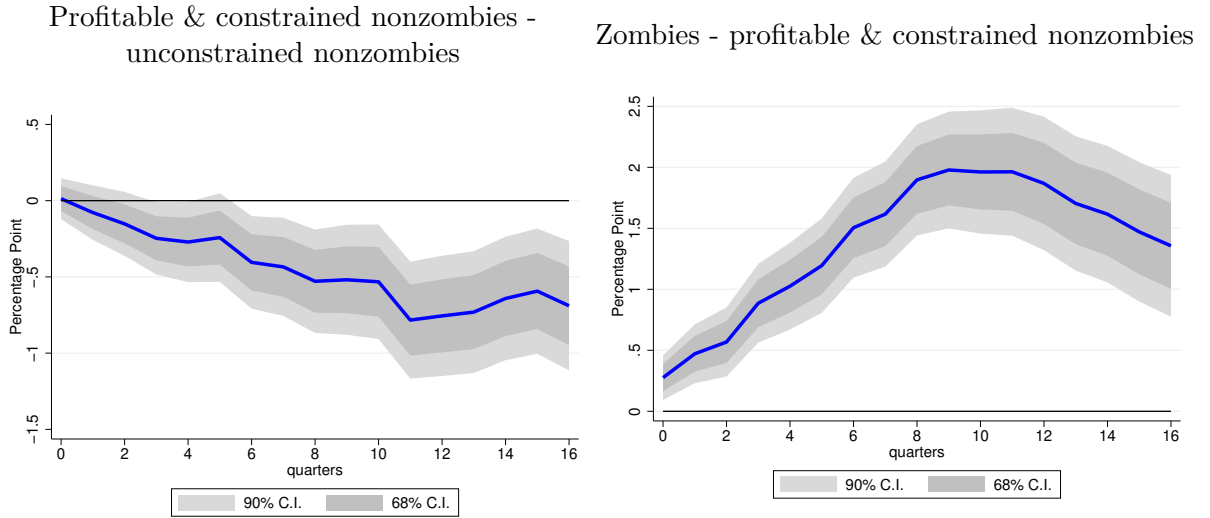 Profitable & constrained nonzombies -
unconstrained nonzombies
.5
0
-.5
-1
-1.5
Percentage Point
0 2 4 6 8 10 12 14 16
quarters
90% C.I. 68% C.I.
Zombies - profitable & constrained nonzombies
2.5
2
1.5
1
.5
0
Percentage Point
0 2 4 6 8 10 12 14 16
quarters
90% C.I. 68% C.I.